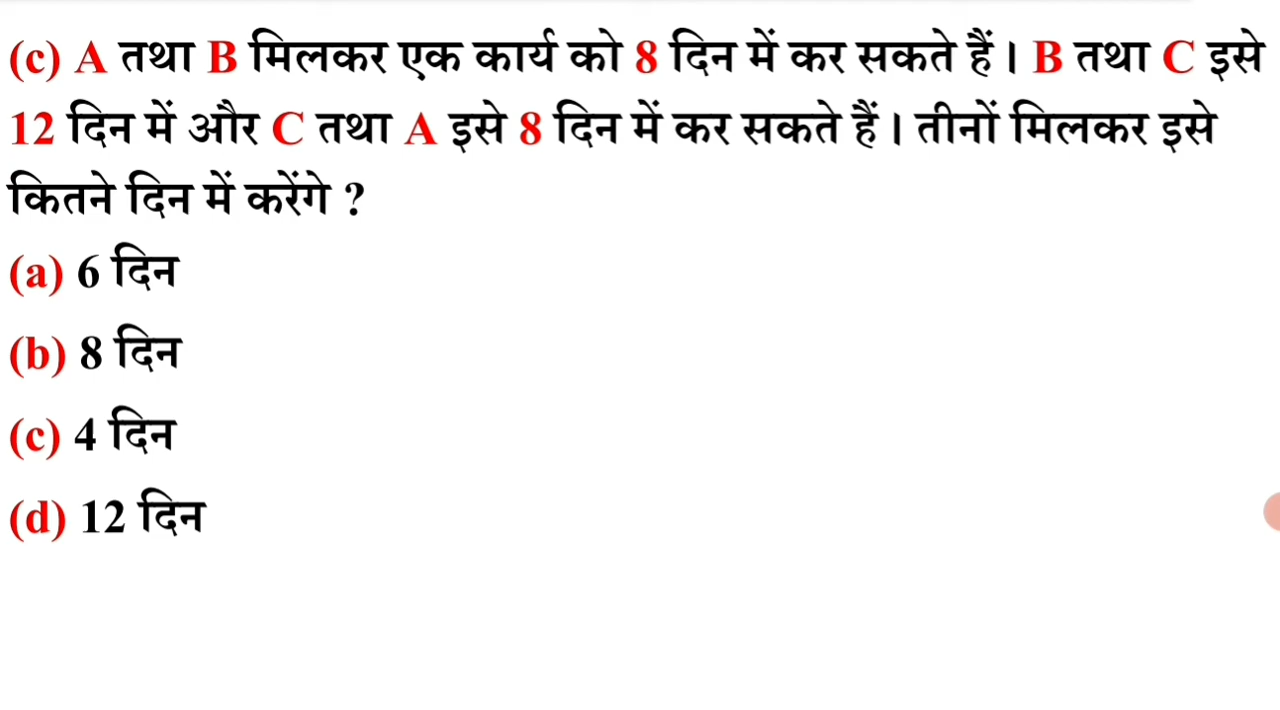 (c) A तथा B मिलकर एक कार्य को 8 दिन में कर सकते हैं। B तथा C इसे
12 दिन में और C तथा A इसे 8 दिन में कर सकते हैं। तीनों मिलकर इसे
कितने दिन में करेंगे ?
(a) 6 दिन
(b) 8 दिन
(c) 4 दिन
(d) 12 दिन